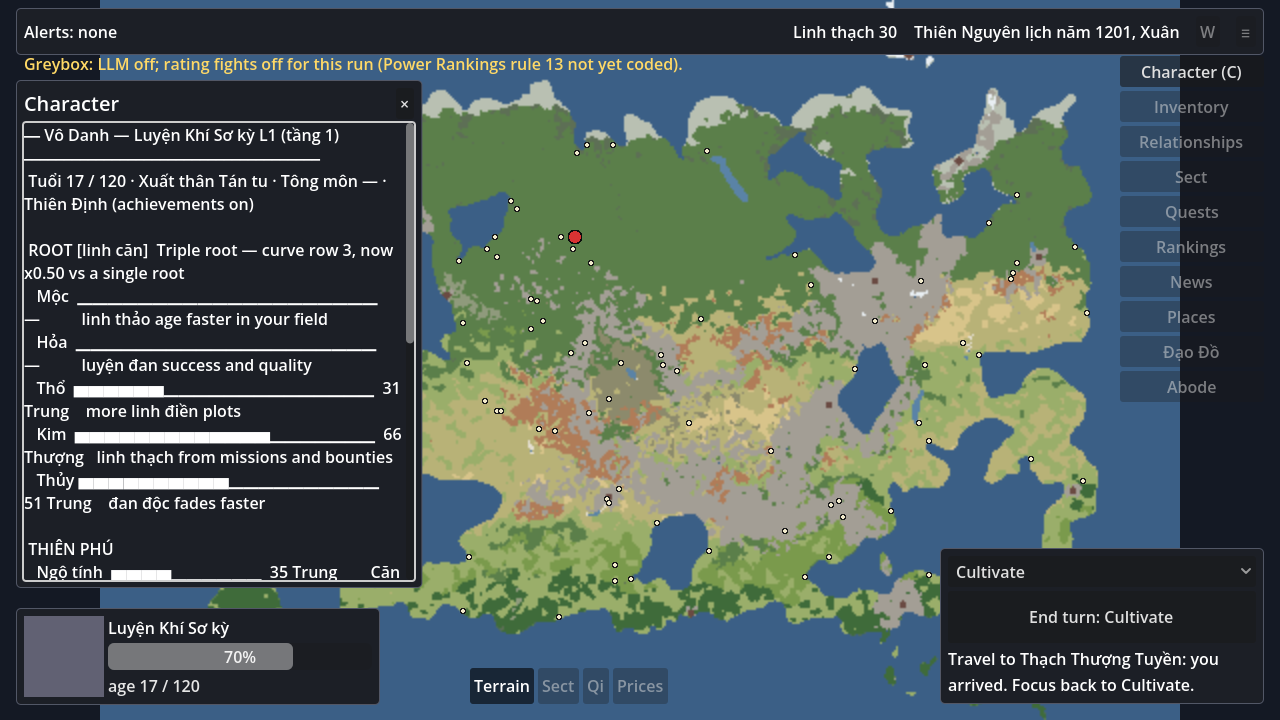 Alerts: none
Linh thạch 30 Thiên Nguyên lịch năm 1201, Xuân W ≡
Greybox: LLM off; rating fights off for this run (Power Rankings rule 13 not yet coded).
Character ×
— Vô Danh — Luyện Khí Sơ kỳ L1 (tầng 1)
Tuổi 17 / 120 · Xuất thân Tán tu · Tông môn — ·
Thiên Định (achievements on)
ROOT [linh căn] Triple root — curve row 3, now
x0.50 vs a single root
Mộc
— linh thảo age faster in your field
Hỏa
— luyện đan success and quality
Thổ 31
Trung more linh điền plots
Kim 66
Thượng linh thạch from missions and bounties
Thủy
51 Trung đan độc fades faster
THIÊN PHÚ
Ngộ tính 35 Trung Căn
Luyện Khí Sơ kỳ
70%
age 17 / 120
Terrain Sect Qi Prices
Character (C)
Inventory
Relationships
Sect
Quests
Rankings
News
Places
Đạo Đồ
Abode
Cultivate
End turn: Cultivate
Travel to Thạch Thượng Tuyền: you
arrived. Focus back to Cultivate.